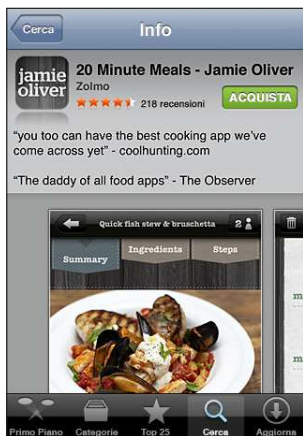 Cerca
Info
jamie
oliver
20 Minute Meals - Jamie Oliver
Zolmo
218 recensioni
ACQUISTA
“you too can have the best cooking app we've
come across yet” - coolhunting.com
“The daddy of all food apps” - The Observer
Quick fish stew & bruschetta
2
Summary
Ingredients
Steps
Primo Piano
Categorie
Top 25
Cerca
Aggiorna